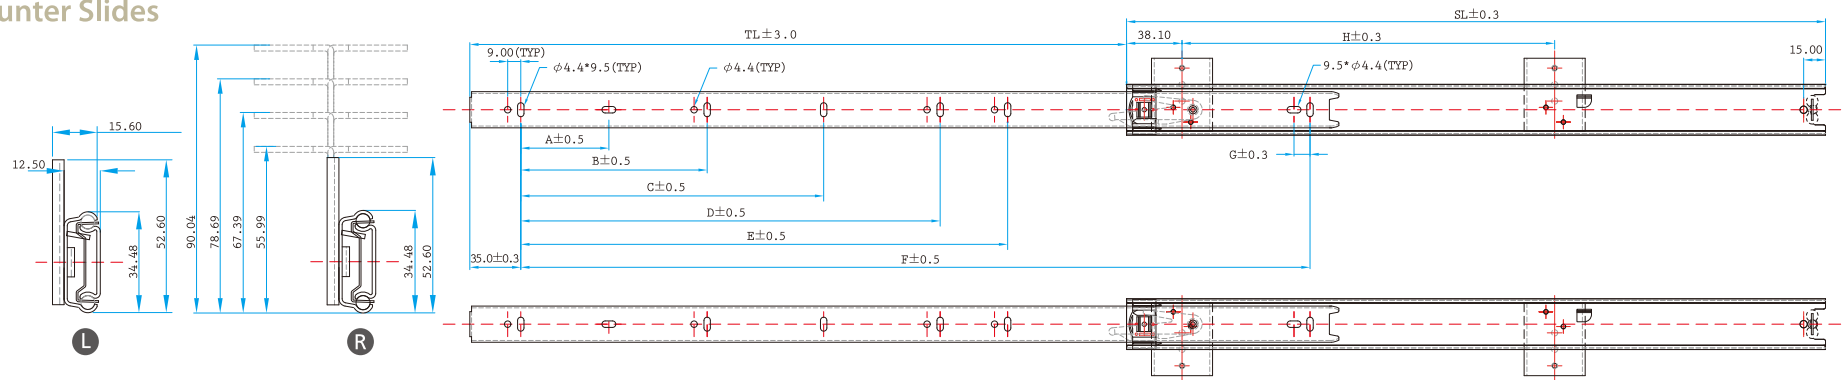 unter Slides
SL±0.3
TL±3.0
38.10
H±0.3
15.00
9.00(TYP)
φ4.4*9.5(TYP)
φ4.4(TYP)
9.5*φ4.4(TYP)
A±0.5
B±0.5
G±0.3
C±0.5
D±0.5
E±0.5
35.0±0.3
F±0.5
15.60
12.50
34.48
52.60
90.04
78.69
67.39
55.99
34.48
52.60
L
R